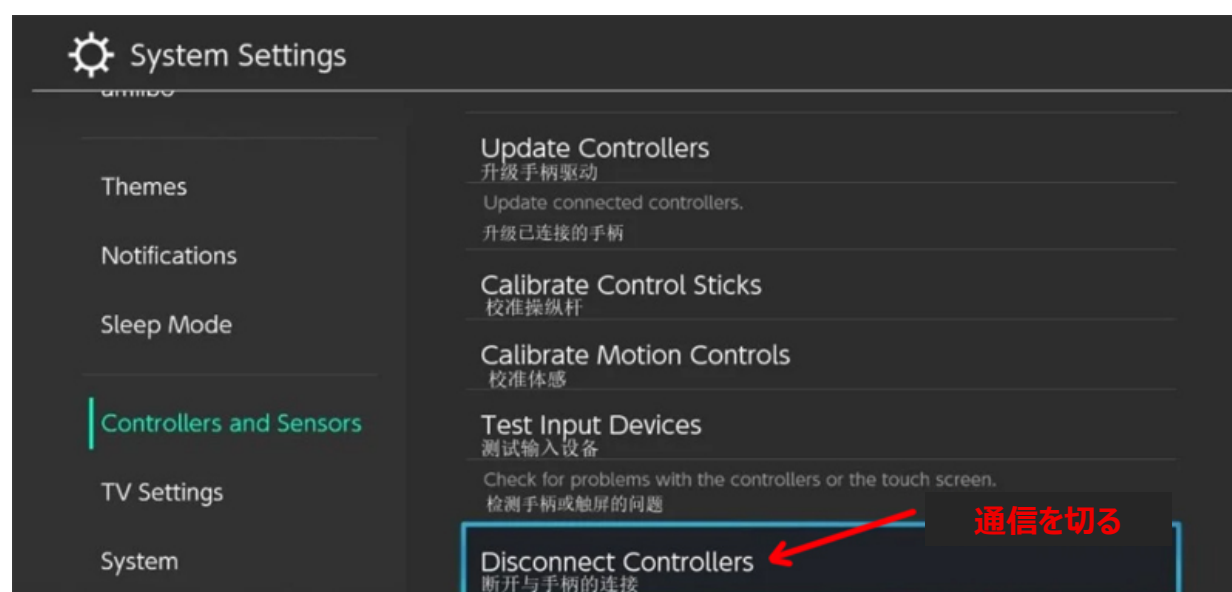 System Settings
amiibo
Themes
Notifications
Sleep Mode
Controllers and Sensors
TV Settings
System
Update Controllers
升级手柄驱动
Update connected controllers.
升级已连接的手柄
Calibrate Control Sticks
校准操纵杆
Calibrate Motion Controls
校准体感
Test Input Devices
测试输入设备
Check for problems with the controllers or the touch screen.
检测手柄或触屏的问题
通信を切る
Disconnect Controllers
断开与手柄的连接